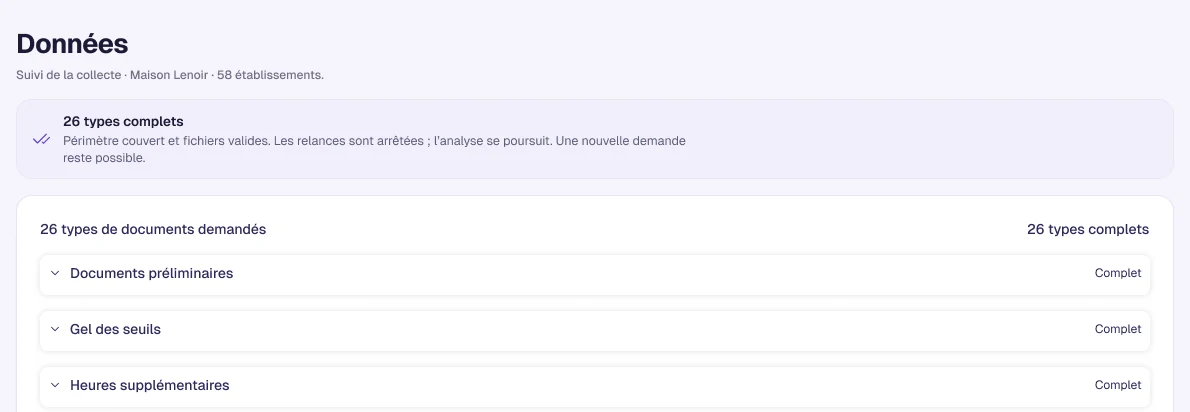 Données
Suivi de la collecte · Maison Lenoir · 58 établissements.
26 types complets
Périmètre couvert et fichiers valides. Les relances sont arrêtées ; l'analyse se poursuit. Une nouvelle demande
reste possible.
26 types de documents demandés
26 types complets
Documents préliminaires
Complet
Gel des seuils
Complet
Heures supplémentaires
Complet